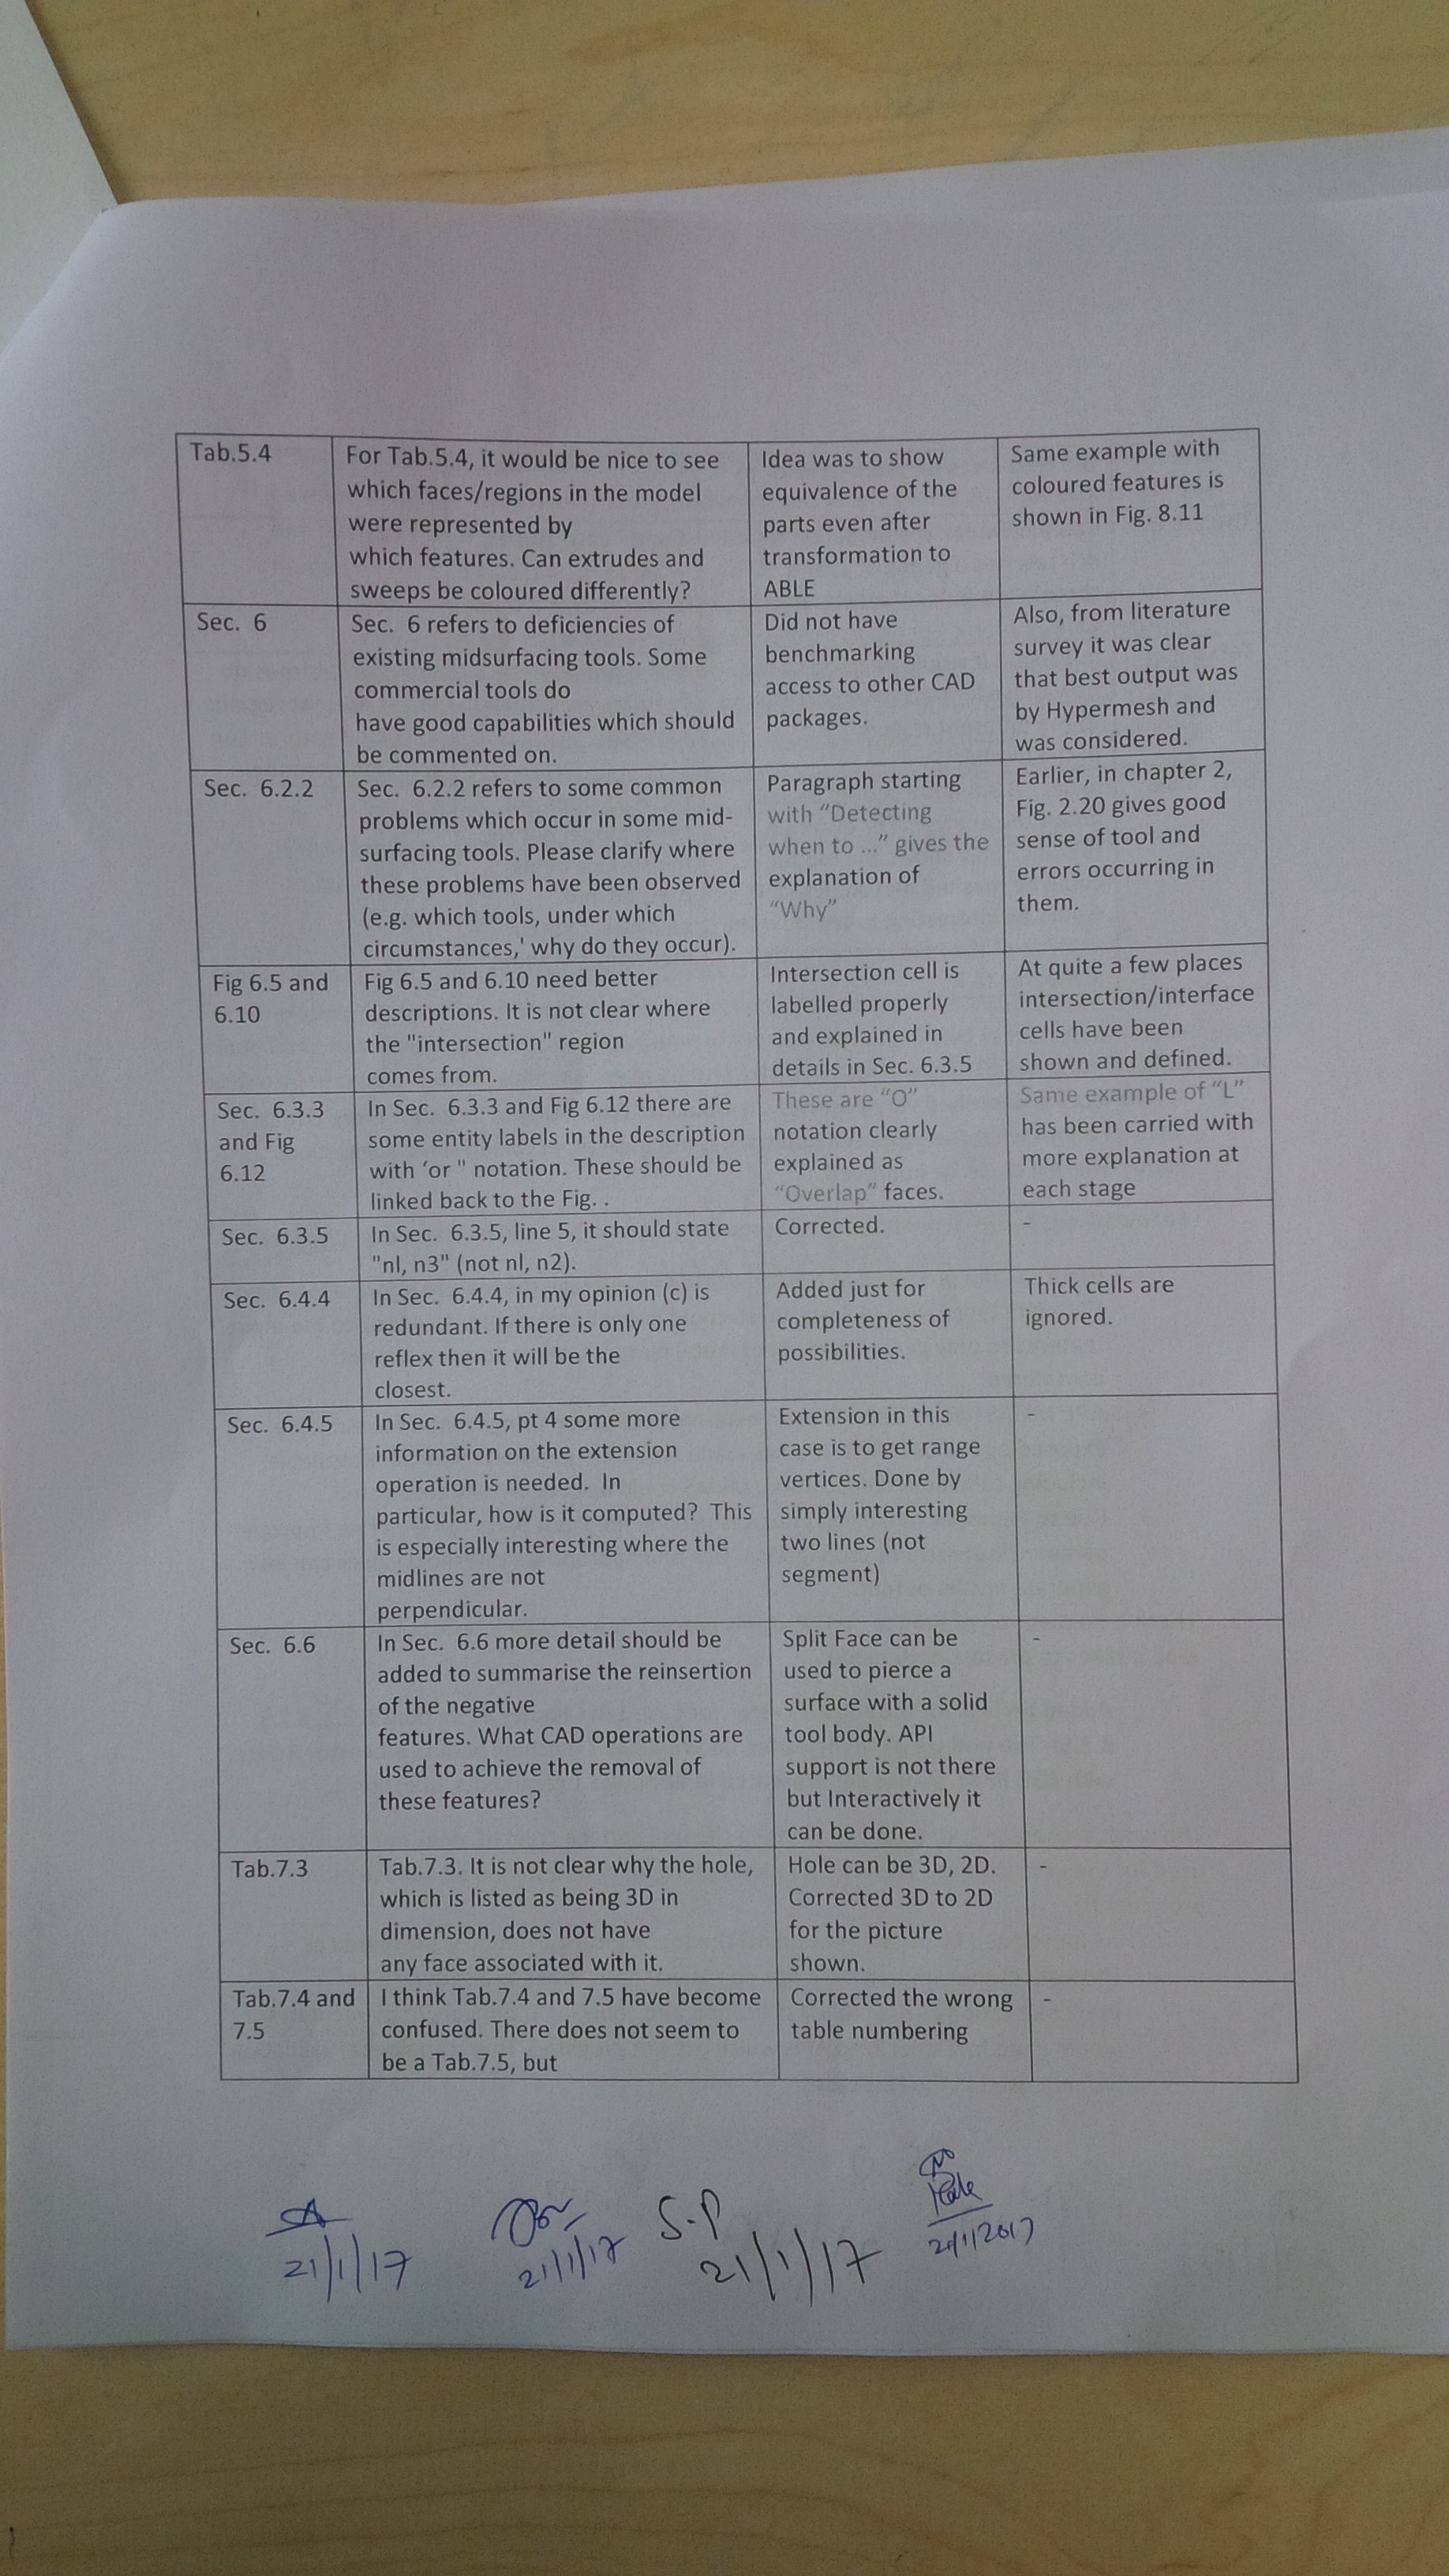 Tab.5.4
For Tab.5.4, it would be nice to see
which faces/regions in the model
were represented by
which features. Can extrudes and
sweeps be coloured differently?
Idea was to show
equivalence of the
parts even after
transformation to
ABLE
Same example with
coloured features is
shown in Fig. 8.11
Sec. 6
Sec. 6 refers to deficiencies of
existing midsurfacing tools. Some
commercial tools do
have good capabilities which should
be commented on.
Did not have
benchmarking
access to other CAD
packages.
Also, from literature
survey it was clear
that best output was
by Hypermesh and
was considered.
Sec. 6.2.2
Sec. 6.2.2 refers to some common
problems which occur in some mid-
surfacing tools. Please clarify where
these problems have been observed
(e.g. which tools, under which
circumstances,' why do they occur).
Paragraph starting
with “Detecting
when to ...” gives the
explanation of
“Why”
Earlier, in chapter 2,
Fig. 2.20 gives good
sense of tool and
errors occurring in
them.
Fig 6.5 and
6.10
Fig 6.5 and 6.10 need better
descriptions. It is not clear where
the "intersection" region
comes from.
Intersection cell is
labelled properly
and explained in
details in Sec. 6.3.5
At quite a few places
intersection/interface
cells have been
shown and defined.
Sec. 6.3.3
and Fig
6.12
In Sec. 6.3.3 and Fig 6.12 there are
some entity labels in the description
with ‘or " notation. These should be
linked back to the Fig. .
These are “O”
notation clearly
explained as
“Overlap” faces.
Same example of “L”
has been carried with
more explanation at
each stage
Sec. 6.3.5
In Sec. 6.3.5, line 5, it should state
"nl, n3" (not nl, n2).
Corrected.
-
Sec. 6.4.4
In Sec. 6.4.4, in my opinion (c) is
redundant. If there is only one
reflex then it will be the
closest.
Added just for
completeness of
possibilities.
Thick cells are
ignored.
Sec. 6.4.5
In Sec. 6.4.5, pt 4 some more
information on the extension
operation is needed. In
particular, how is it computed? This
is especially interesting where the
midlines are not
perpendicular.
Extension in this
case is to get range
vertices. Done by
simply interesting
two lines (not
segment)
-
Sec. 6.6
In Sec. 6.6 more detail should be
added to summarise the reinsertion
of the negative
features. What CAD operations are
used to achieve the removal of
these features?
Split Face can be
used to pierce a
surface with a solid
tool body. API
support is not there
but Interactively it
can be done.
-
Tab.7.3
Tab.7.3. It is not clear why the hole,
which is listed as being 3D in
dimension, does not have
any face associated with it.
Hole can be 3D, 2D.
Corrected 3D to 2D
for the picture
shown.
-
Tab.7.4 and
7.5
I think Tab.7.4 and 7.5 have become
confused. There does not seem to
be a Tab.7.5, but
Corrected the wrong
table numbering
-
21/1/17
21/1/17
S.P
21/1/17
21/1/2017